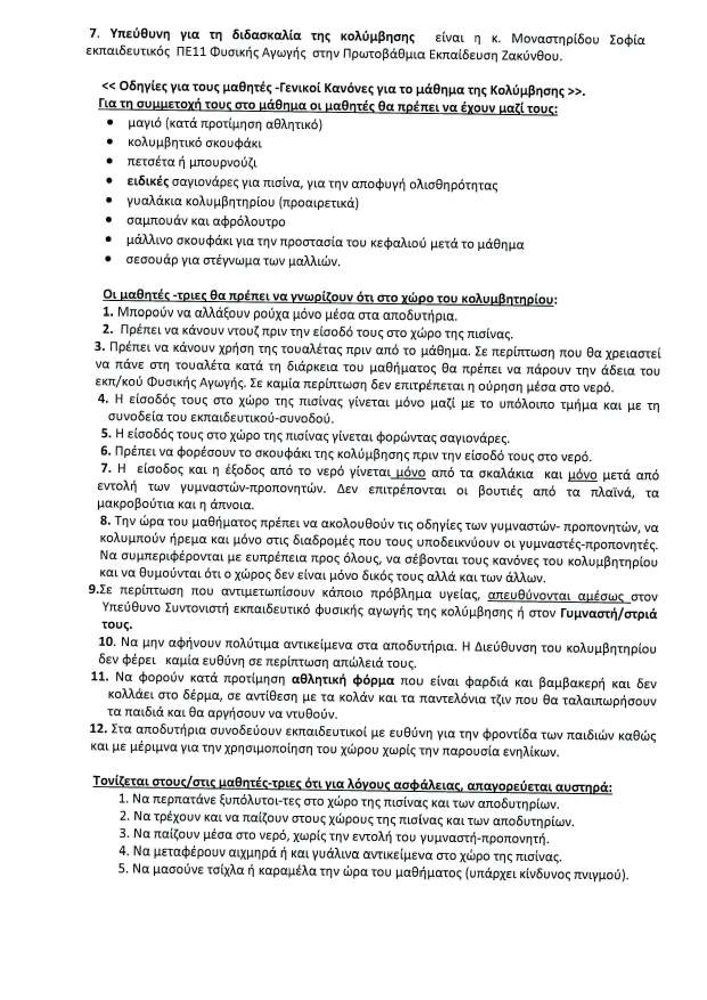 7. Υπεύθυνη για τη διδασκαλία της κολύμβησης είναι η κ. Μοναστηρίδου Σοφία
εκπαιδευτικός ΠΕ11 Φυσικής Αγωγής στην Πρωτοβάθμια Εκπαίδευση Ζακύνθου.
<< Οδηγίες για τους μαθητές -Γενικοί Κανόνες για το μάθημα της Κολύμβησης >>.
Για τη συμμετοχή τους στο μάθημα οι μαθητές θα πρέπει να έχουν μαζί τους:
• μαγιό (κατά προτίμηση αθλητικό)
• κολυμβητικό σκουφάκι
• πετσέτα ή μπουρνούζι
• ειδικές σαγιονάρες για πισίνα, για την αποφυγή ολισθηρότητας
• γυαλάκια κολυμβητηρίου (προαιρετικά)
• σαμπουάν και αφρόλουτρο
• μάλλινο σκουφάκι για την προστασία του κεφαλιού μετά το μάθημα
• σεσουάρ για στέγνωμα των μαλλιών.
Οι μαθητές -τριες θα πρέπει να γνωρίζουν ότι στο χώρο του κολυμβητηρίου:
1. Μπορούν να αλλάξουν ρούχα μόνο μέσα στα αποδυτήρια.
2. Πρέπει να κάνουν ντουζ πριν την είσοδό τους στο χώρο της πισίνας.
3. Πρέπει να κάνουν χρήση της τουαλέτας πριν από το μάθημα. Σε περίπτωση που θα χρειαστεί
να πάνε στη τουαλέτα κατά τη διάρκεια του μαθήματος θα πρέπει να πάρουν την άδεια του
εκπ/κού Φυσικής Αγωγής. Σε καμία περίπτωση δεν επιτρέπεται η ούρηση μέσα στο νερό.
4. Η είσοδός τους στο χώρο της πισίνας γίνεται μόνο μαζί με το υπόλοιπο τμήμα και με τη
συνοδεία του εκπαιδευτικού-συνοδού.
5. Η είσοδός τους στο χώρο της πισίνας γίνεται φορώντας σαγιονάρες.
6. Πρέπει να φορέσουν το σκουφάκι της κολύμβησης πριν την είσοδό τους στο νερό.
7. Η είσοδος και η έξοδος από το νερό γίνεται μόνο από τα σκαλάκια και μόνο μετά από
εντολή των γυμναστών-προπονητών. Δεν επιτρέπονται οι βουτιές από τα πλαϊνά, τα
μακροβούτια και η άπνοια.
8. Την ώρα του μαθήματος πρέπει να ακολουθούν τις οδηγίες των γυμναστών- προπονητών, να
κολυμπούν ήρεμα και μόνο στις διαδρομές που τους υποδεικνύουν οι γυμναστές-προπονητές.
Να συμπεριφέρονται με ευπρέπεια προς όλους, να σέβονται τους κανόνες του κολυμβητηρίου
και να θυμούνται ότι ο χώρος δεν είναι μόνο δικός τους αλλά και των άλλων.
9.Σε περίπτωση που αντιμετωπίσουν κάποιο πρόβλημα υγείας, απευθύνονται αμέσως στον
Υπεύθυνο Συντονιστή εκπαιδευτικό φυσικής αγωγής της κολύμβησης ή στον Γυμναστή/στριά
τους.
10. Να μην αφήνουν πολύτιμα αντικείμενα στα αποδυτήρια. Η Διεύθυνση του κολυμβητηρίου
δεν φέρει καμία ευθύνη σε περίπτωση απώλειά τους.
11. Να φορούν κατά προτίμηση αθλητική φόρμα που είναι φαρδιά και βαμβακερή και δεν
κολλάει στο δέρμα, σε αντίθεση με τα κολάν και τα παντελόνια τζιν που θα ταλαιπωρήσουν
τα παιδιά και θα αργήσουν να ντυθούν.
12. Στα αποδυτήρια συνοδεύουν εκπαιδευτικοί με ευθύνη για την φροντίδα των παιδιών καθώς
και με μέριμνα για την χρησιμοποίηση του χώρου χωρίς την παρουσία ενηλίκων.
Τονίζεται στους/στις μαθητές-τριες ότι για λόγους ασφάλειας, απαγορεύεται αυστηρά:
1. Να περπατάνε ξυπόλυτοι-τες στο χώρο της πισίνας και των αποδυτηρίων.
2. Να τρέχουν και να παίζουν στους χώρους της πισίνας και των αποδυτηρίων.
3. Να παίζουν μέσα στο νερό, χωρίς την εντολή του γυμναστή-προπονητή.
4. Να μεταφέρουν αιχμηρά ή και γυάλινα αντικείμενα στο χώρο της πισίνας.
5. Να μασούνε τσίχλα ή καραμέλα την ώρα του μαθήματος (υπάρχει κίνδυνος πνιγμού).